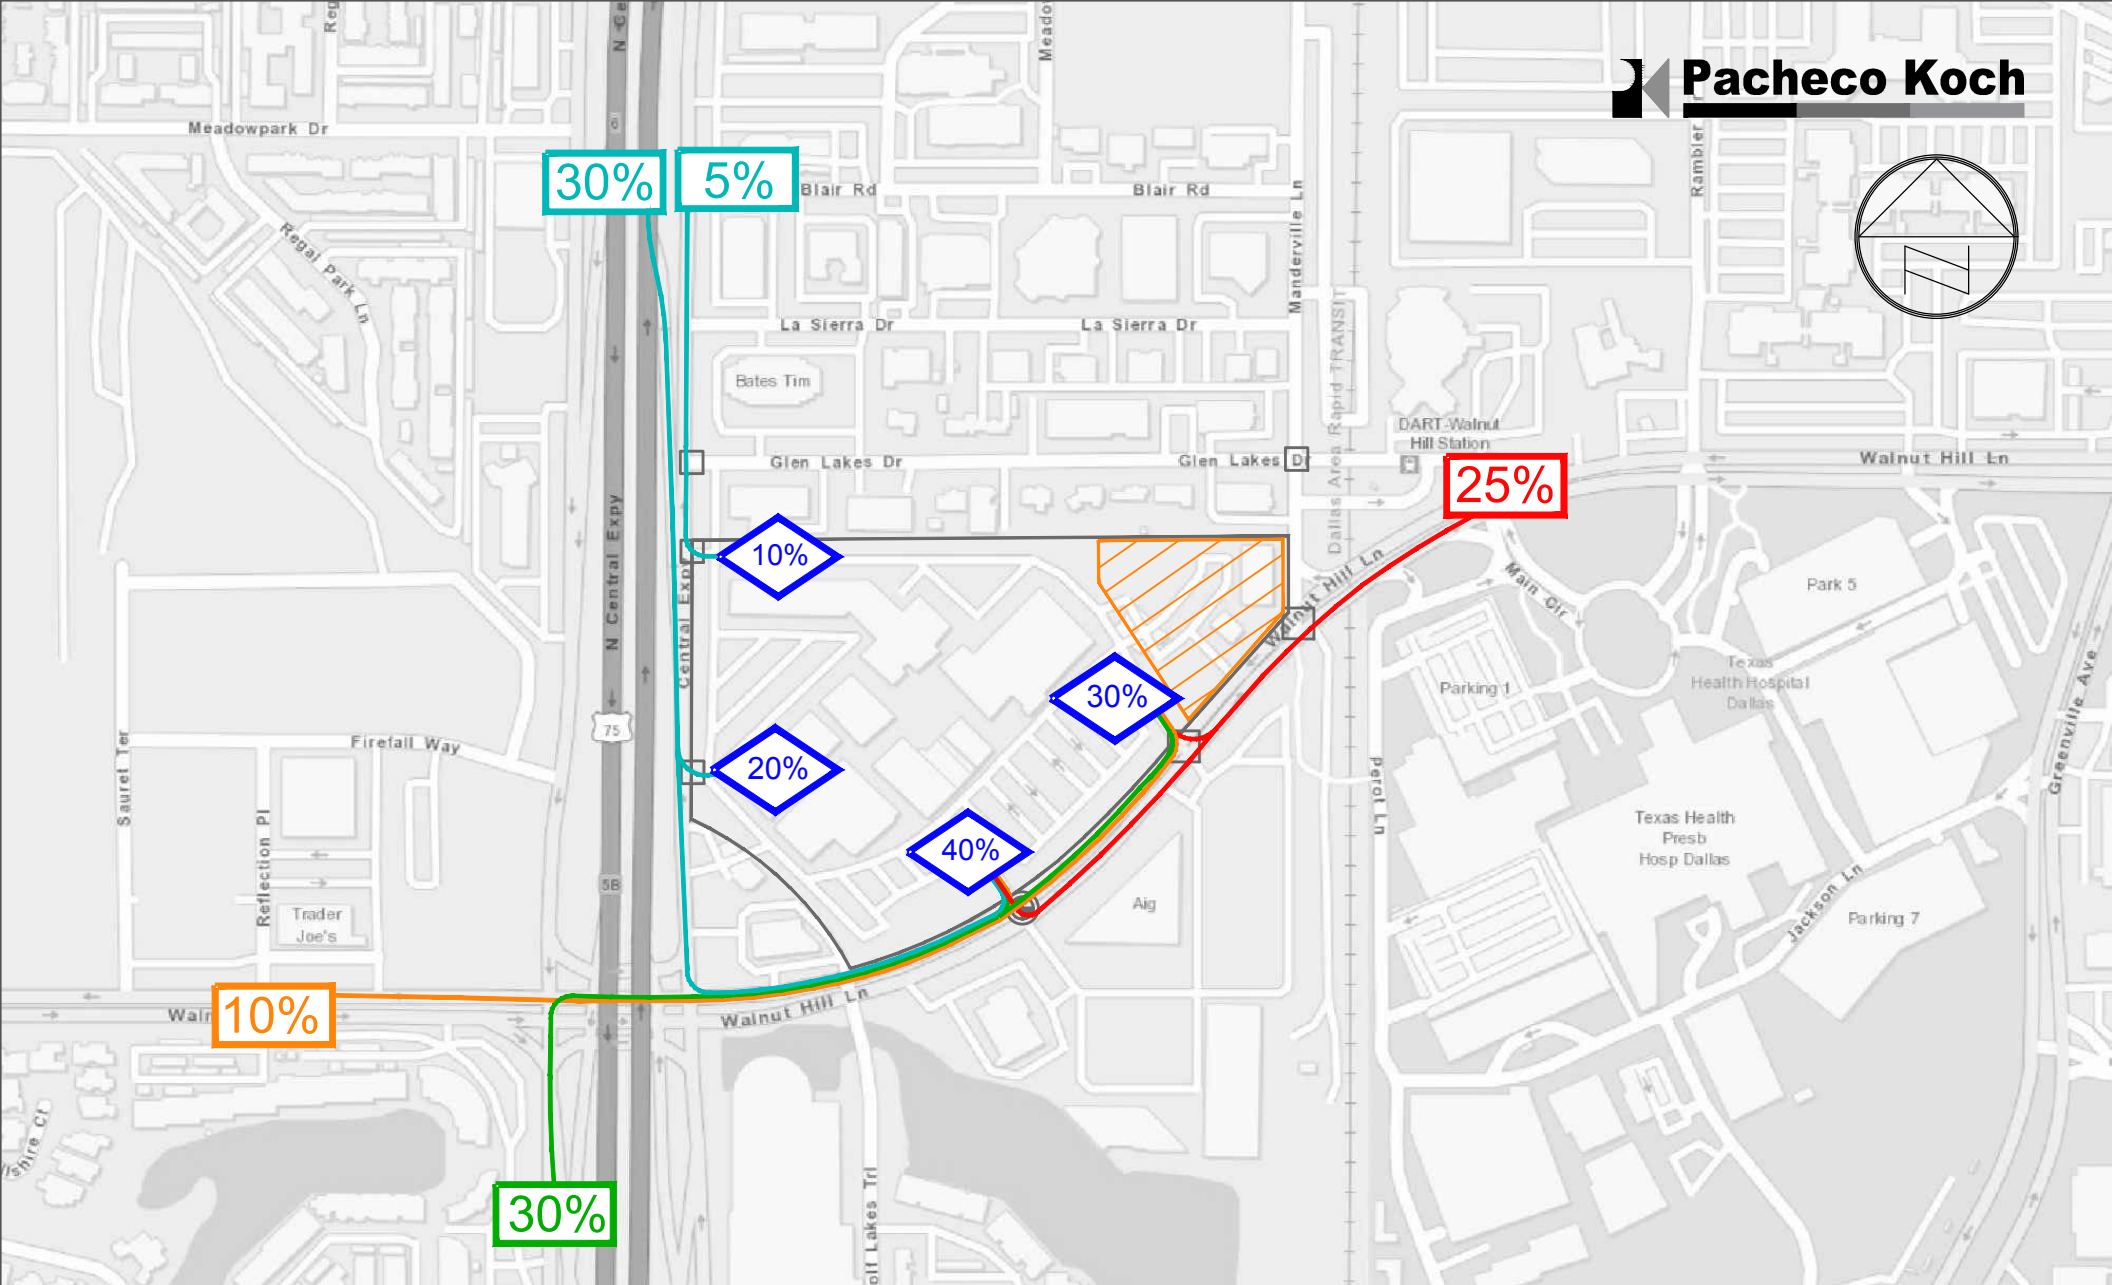 Pacheco Koch
N Ce
Reg
Meadow
Meadowpark Dr
Rambler
30%
5%
Blair Rd
Blair Rd
Manderville Ln
Regal Park Ln
La Sierra Dr
La Sierra Dr
Dallas Area Rapid TRANSIT
Bates Tim
DART-Walnut
Hill Station
Glen Lakes Dr
Glen Lakes Dr
Walnut Hill Ln
25%
N Central Expy
Central Expy
10%
Walnut Hill Ln
Main Cir
Park 5
Texas
Health Hospital
Dallas
Parking 1
30%
Greenville Ave
75
Firefall Way
Sauret Ter
20%
Perot Ln
Texas Health
Presb
Hosp Dallas
40%
Reflection Pl
5B
Trader
Joe's
Aig
Jackson Ln
Parking 7
10%
Walnut Hill Ln
30%